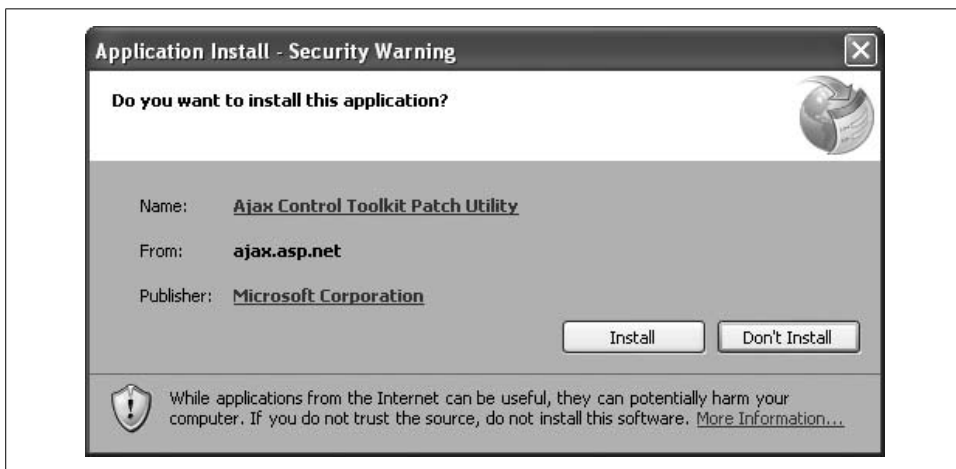 Application Install - Security Warning
Do you want to install this application?
Name: Ajax Control Toolkit Patch Utility
From: ajax.asp.net
Publisher: Microsoft Corporation
Install Don't Install
While applications from the Internet can be useful, they can potentially harm your
computer. If you do not trust the source, do not install this software. More Information...